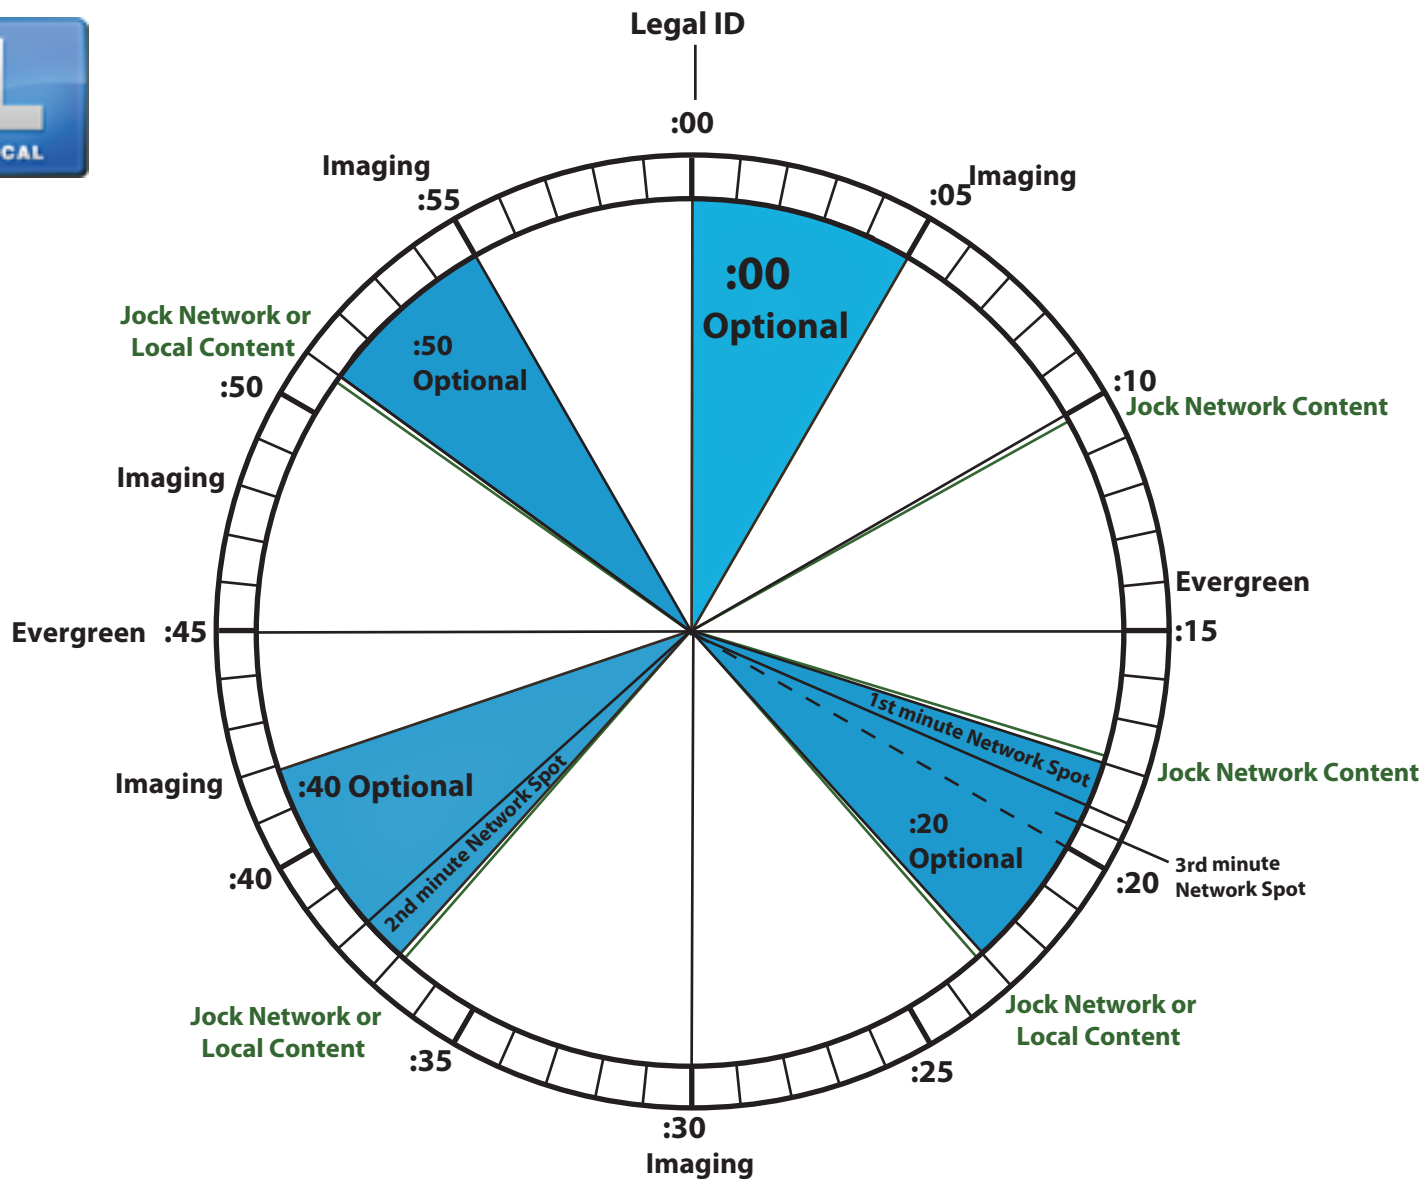 Legal ID
:00
Imaging
:55
:05
Imaging
CAL
:00
Optional
Jock Network or
Local Content
:50
:50
Optional
:10
Jock Network Content
Imaging
Evergreen
Evergreen :45
:15
1st minute Network Spot
Jock Network Content
Imaging
:40 Optional
2nd minute Network Spot
:20
Optional
:40
:20
3rd minute
Network Spot
Jock Network or
Local Content
Jock Network or
Local Content
:35
:25
:30
Imaging